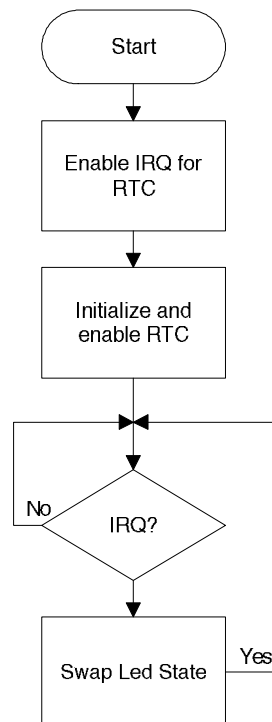 Start
Enable IRQ for
RTC
Initialize and
enable RTC
No
IRQ?
Swap Led State
Yes